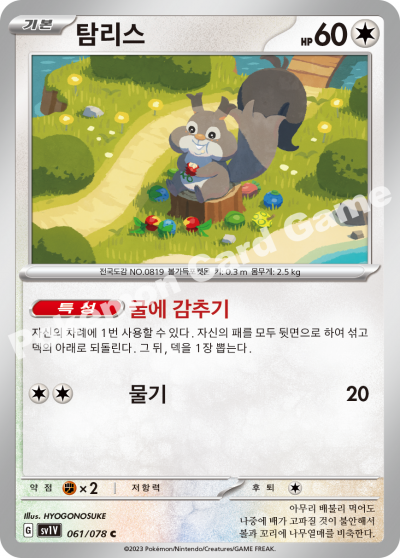 기본 탐리스 HP 60
전국도감 NO.0819 볼가득포켓몬 키: 0.3 m 몸무게: 2.5 kg
특성 굴에 감추기
자신의 차례에 1번 사용할 수 있다. 자신의 패를 모두 뒷면으로 하여 섞고
덱의 아래로 되돌린다. 그 뒤, 덱을 1장 뽑는다.
물기 20
약점 ×2 저항력 후퇴
Illus. HYOGONOSUKE
G sv1V 061/078 C
아무리 배불리 먹어도
나중에 배가 고파질 것이 불안해서
볼과 꼬리에 나무열매를 비축한다.
©2023 Pokémon/Nintendo/Creatures/GAME FREAK.
Pokémon Card Game